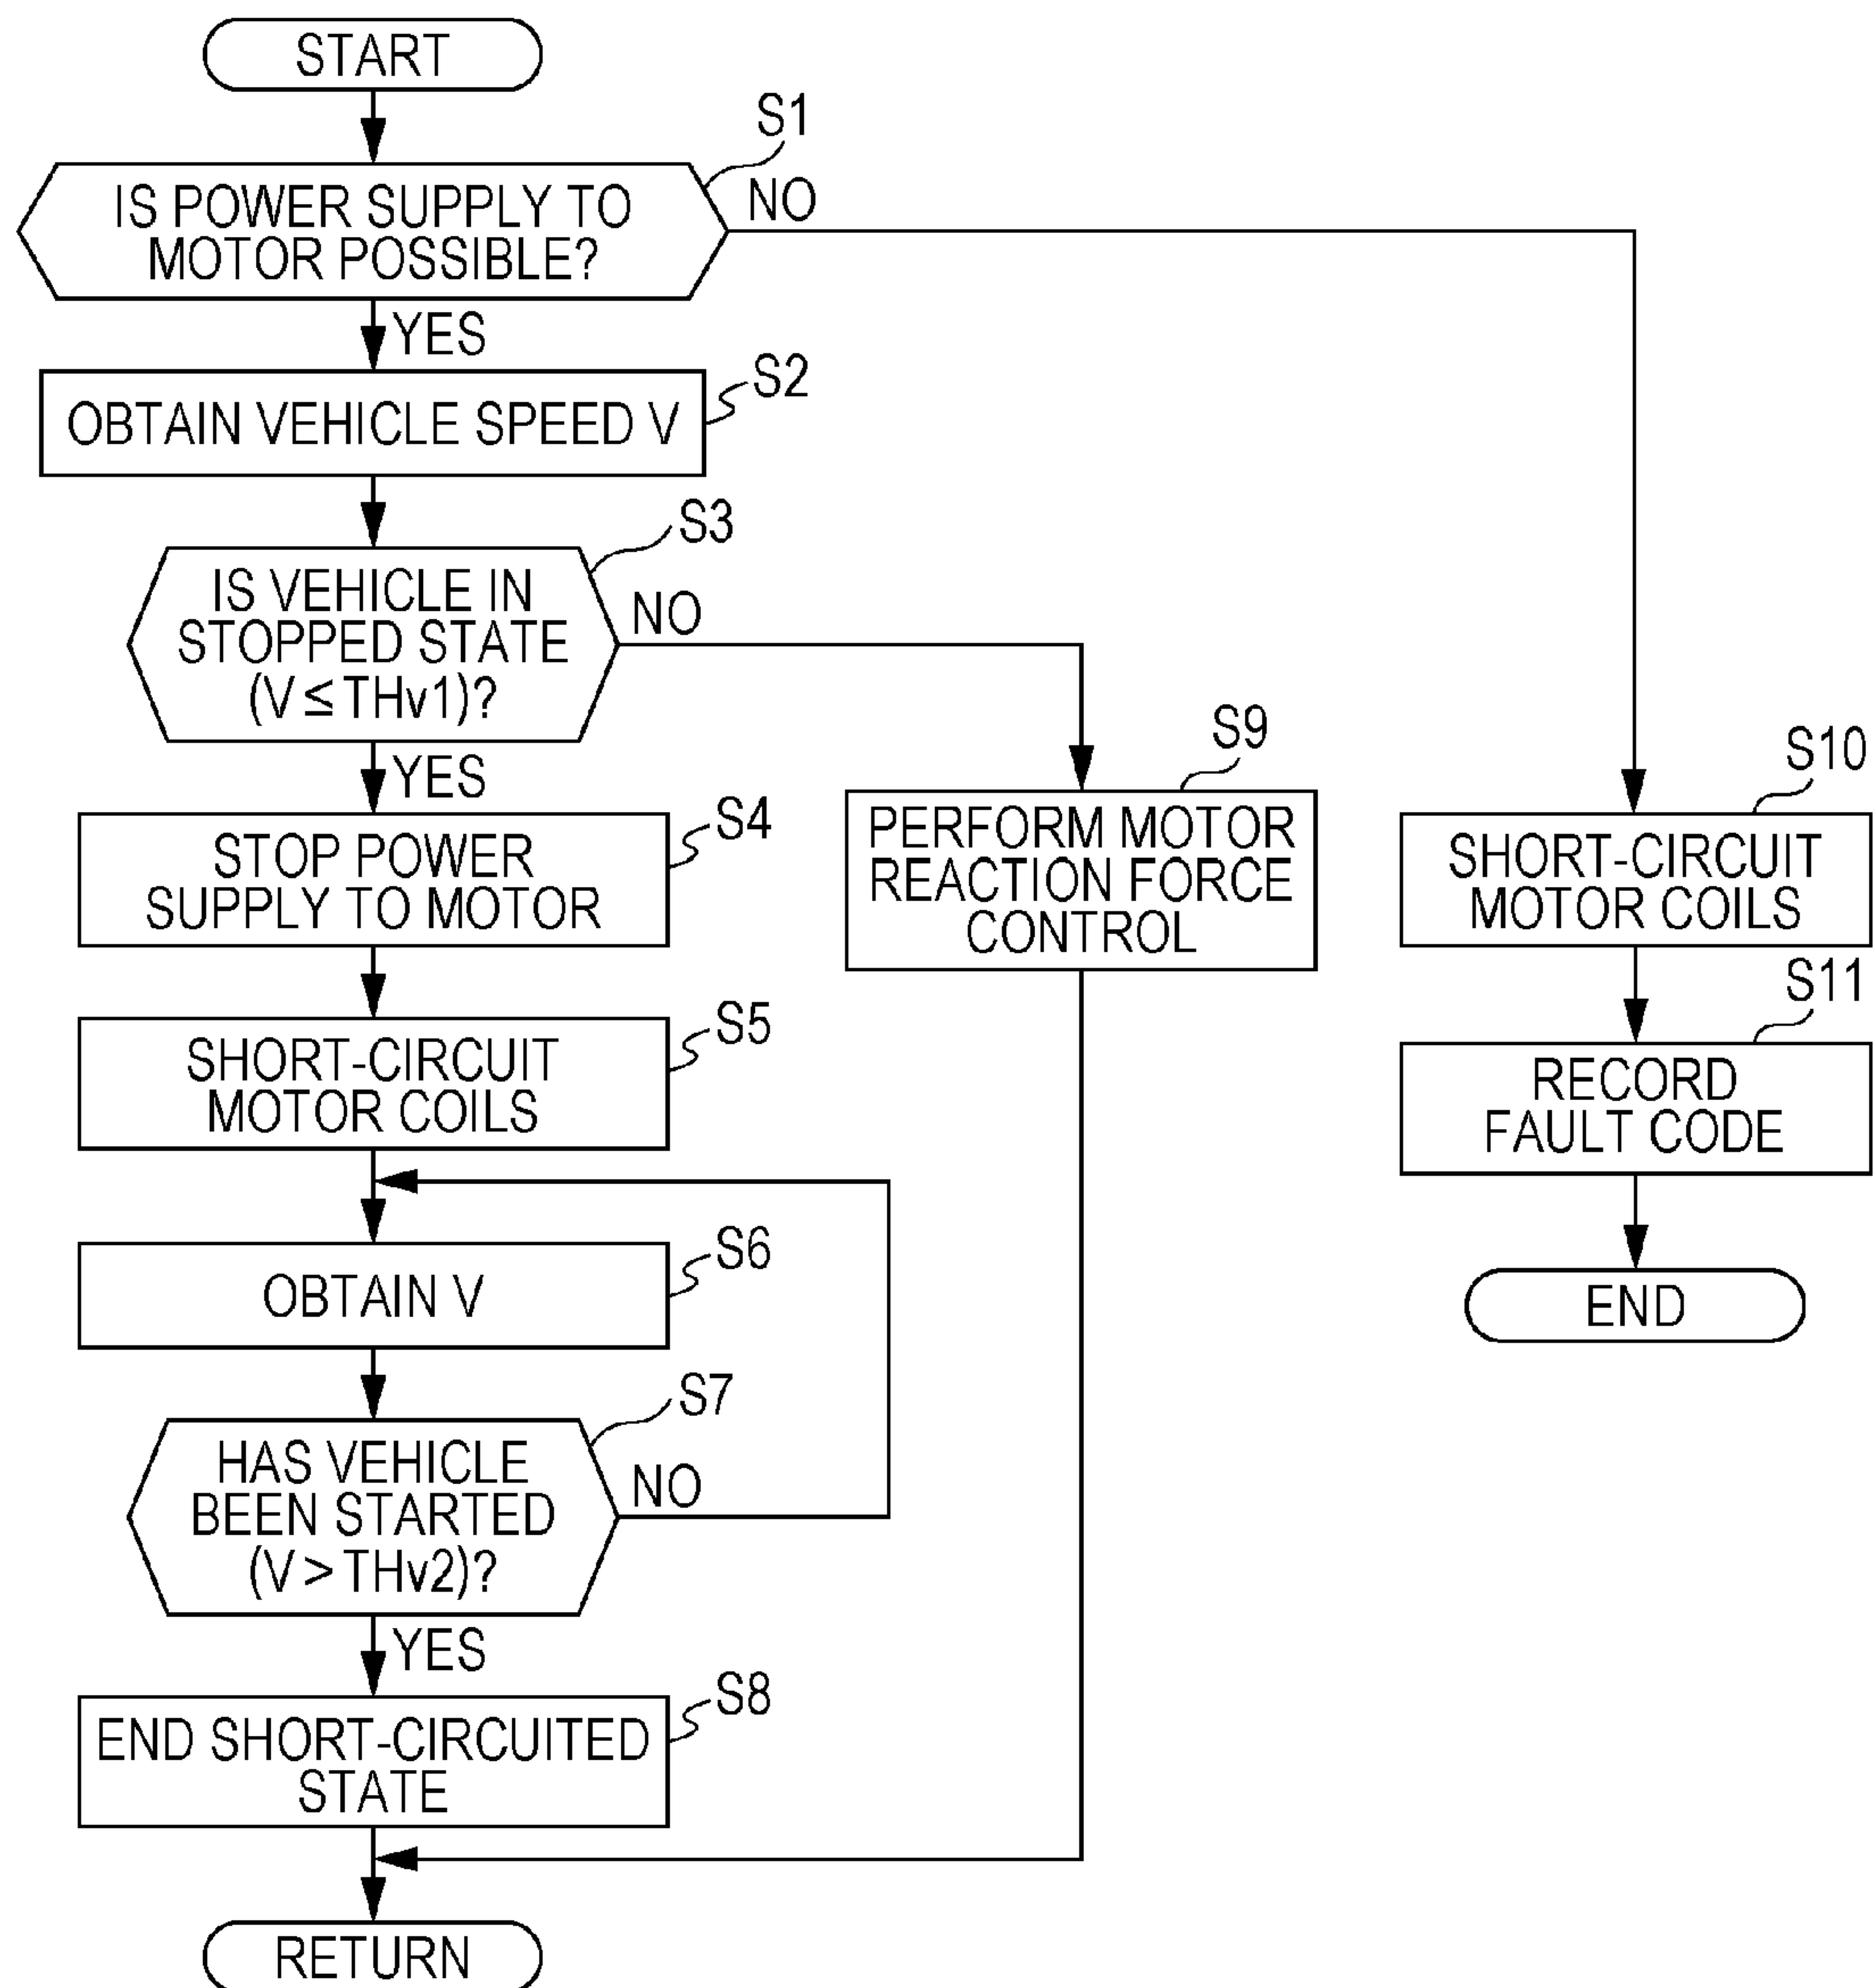 START
S1
IS POWER SUPPLY TO
MOTOR POSSIBLE?
NO
YES
S2
OBTAIN VEHICLE SPEED V
S3
IS VEHICLE IN
STOPPED STATE
(V ≤ THv1)?
NO
YES
S4
STOP POWER
SUPPLY TO MOTOR
S5
SHORT-CIRCUIT
MOTOR COILS
S6
OBTAIN V
S7
HAS VEHICLE
BEEN STARTED
(V > THv2)?
NO
YES
S8
END SHORT-CIRCUITED
STATE
RETURN
S9
PERFORM MOTOR
REACTION FORCE
CONTROL
S10
SHORT-CIRCUIT
MOTOR COILS
S11
RECORD
FAULT CODE
END